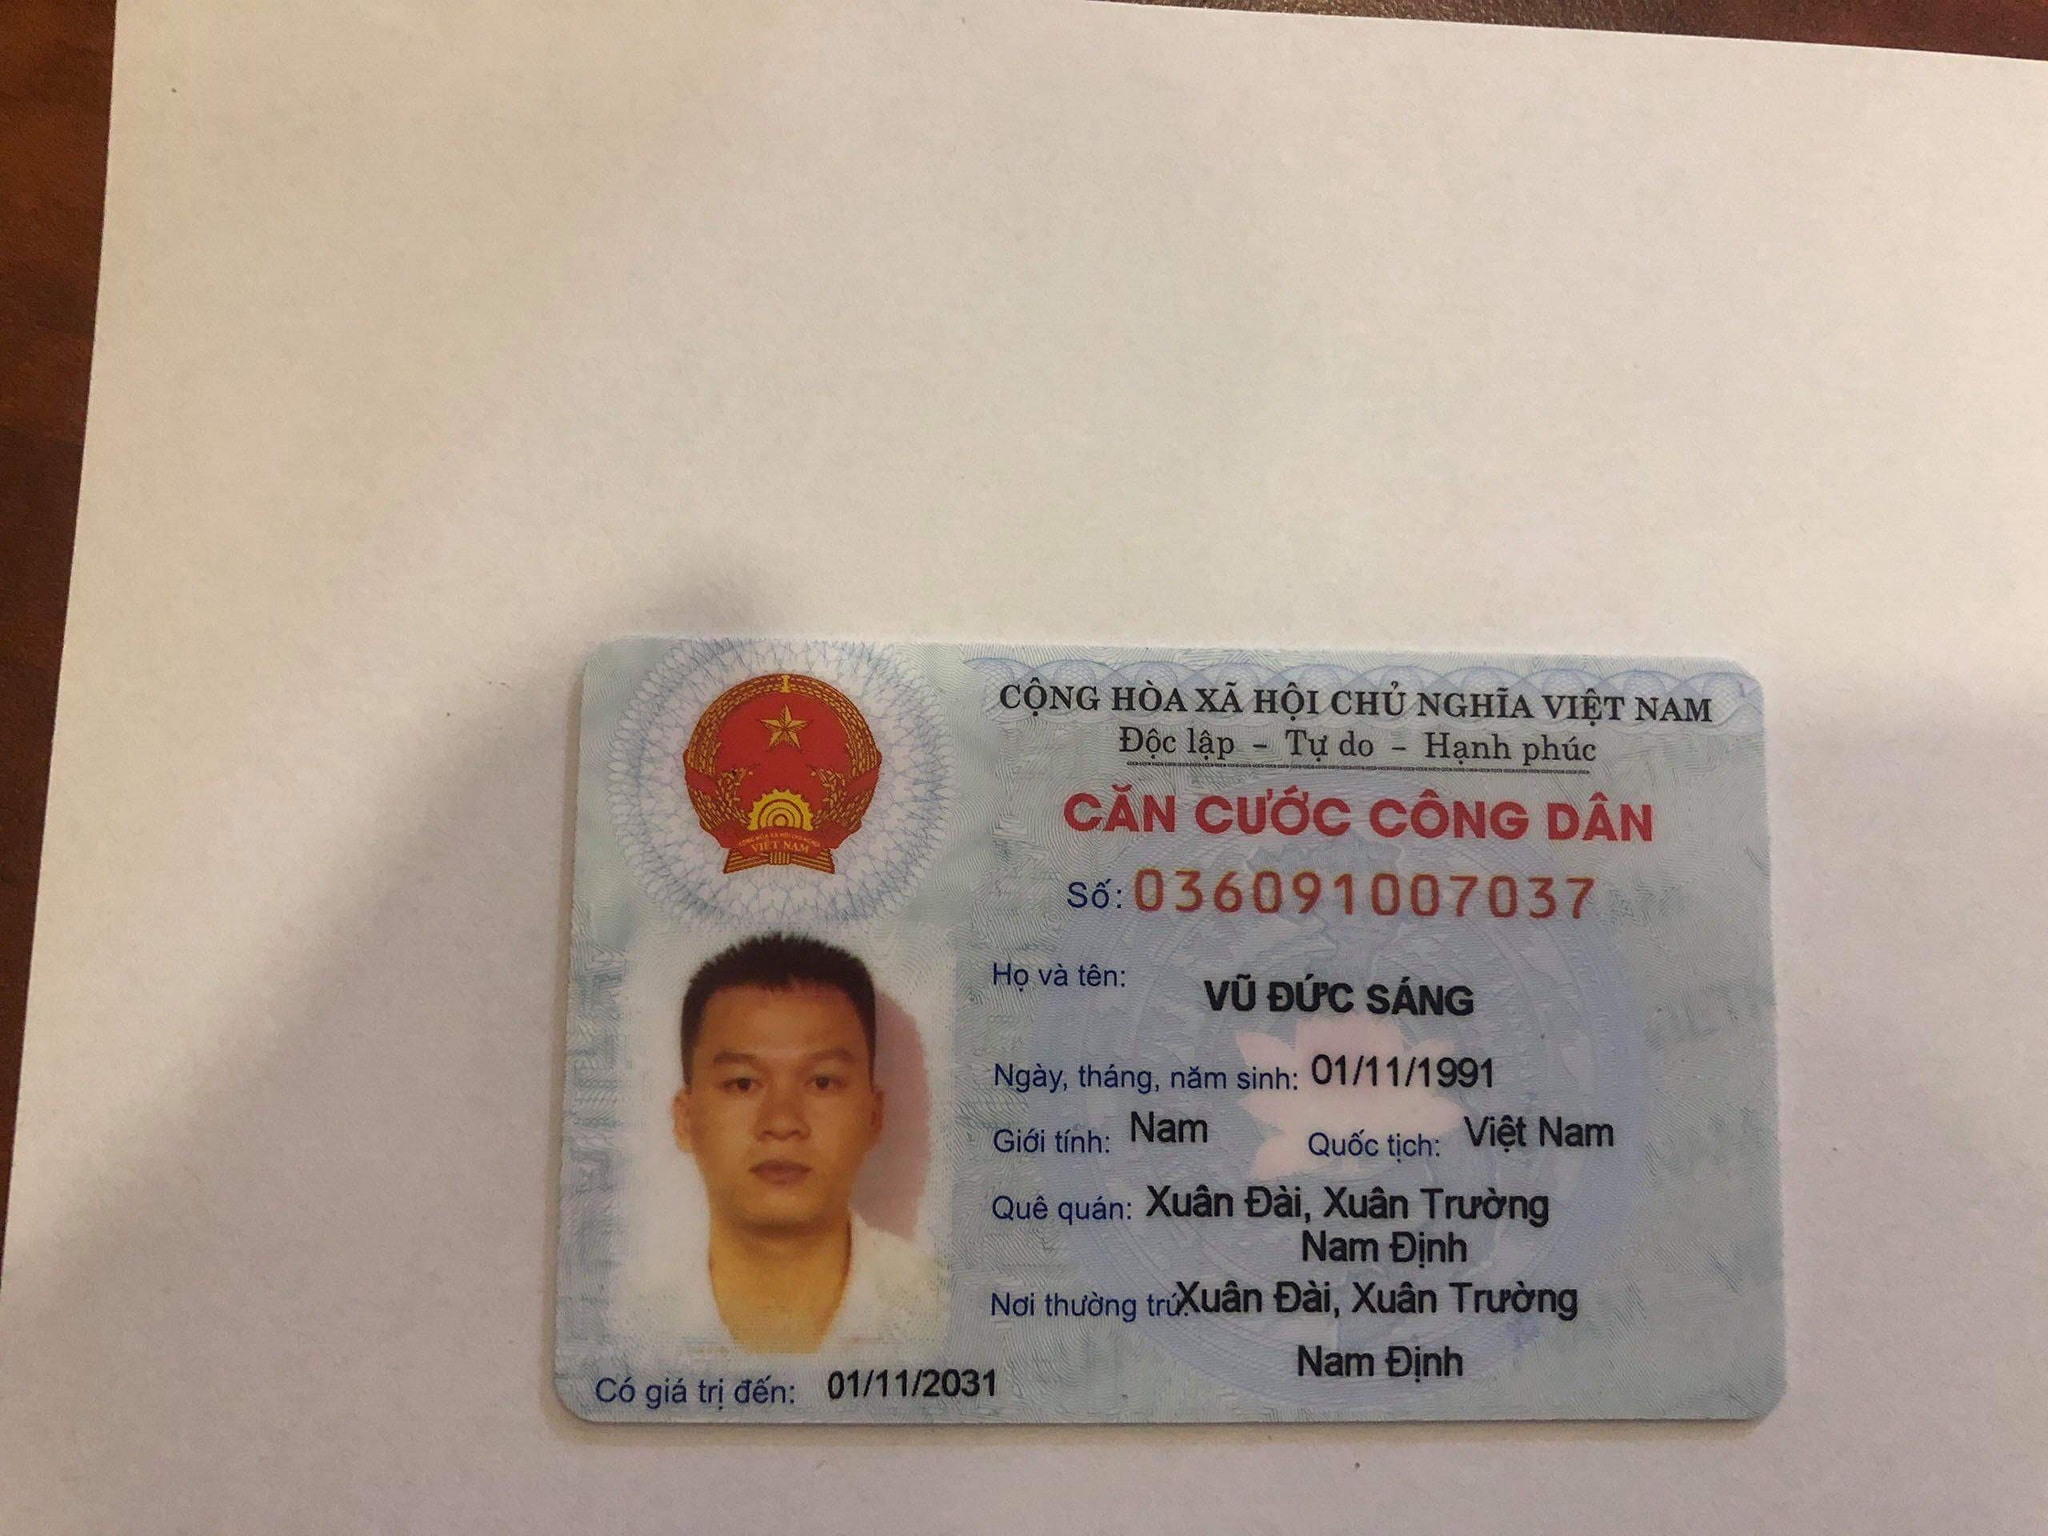 CỘNG HÒA XÃ HỘI CHỦ NGHĨA VIỆT NAM
Độc lập - Tự do - Hạnh phúc
CĂN CƯỚC CÔNG DÂN
Số: 036091007037
Họ và tên: VŨ ĐỨC SÁNG
Ngày, tháng, năm sinh: 01/11/1991
Giới tính: Nam Quốc tịch: Việt Nam
Quê quán: Xuân Đài, Xuân Trường
Nam Định
Nơi thường trú: Xuân Đài, Xuân Trường
Nam Định
Có giá trị đến: 01/11/2031
CỘNG HÒA XÃ HỘI CHỦ NGHĨA
VIỆT NAM